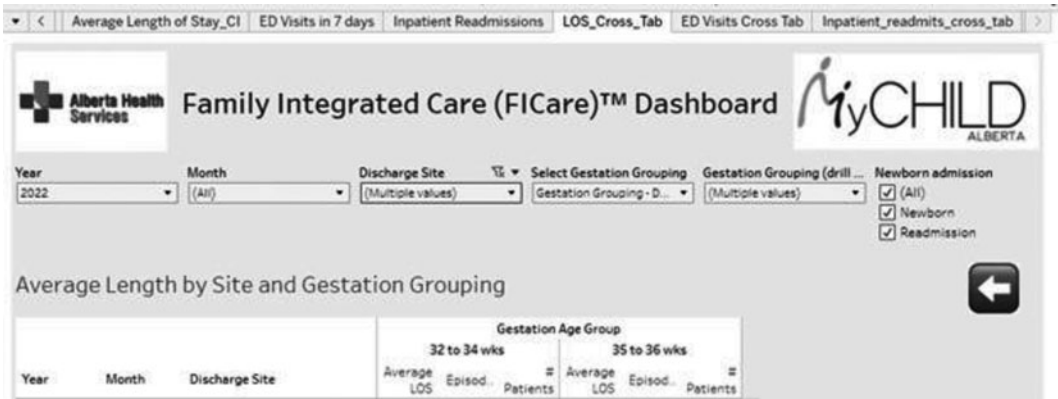 Average Length of Stay_CI ED Visits in 7 days Inpatient Readmissions LOS_Cross_Tab ED Visits Cross Tab Inpatient_readmits_cross_tab
Alberta Health
Services
Family Integrated Care (FICare)™ Dashboard
MyCHILD
ALBERTA
Year Month Discharge Site Select Gestation Grouping Gestation Grouping (drill ... Newborn admission
2022 (All) (Multiple values) Gestation Grouping - D... (Multiple values) (All)
Newborn
Readmission
Average Length by Site and Gestation Grouping
Gestation Age Group
32 to 34 wks 35 to 36 wks
Year Month Discharge Site Average LOS Episod.. # Patients Average LOS Episod.. # Patients